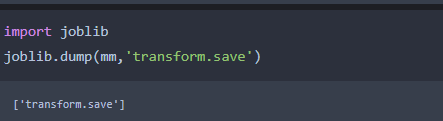 import joblib
joblib.dump(mm,'transform.save')
['transform.save']